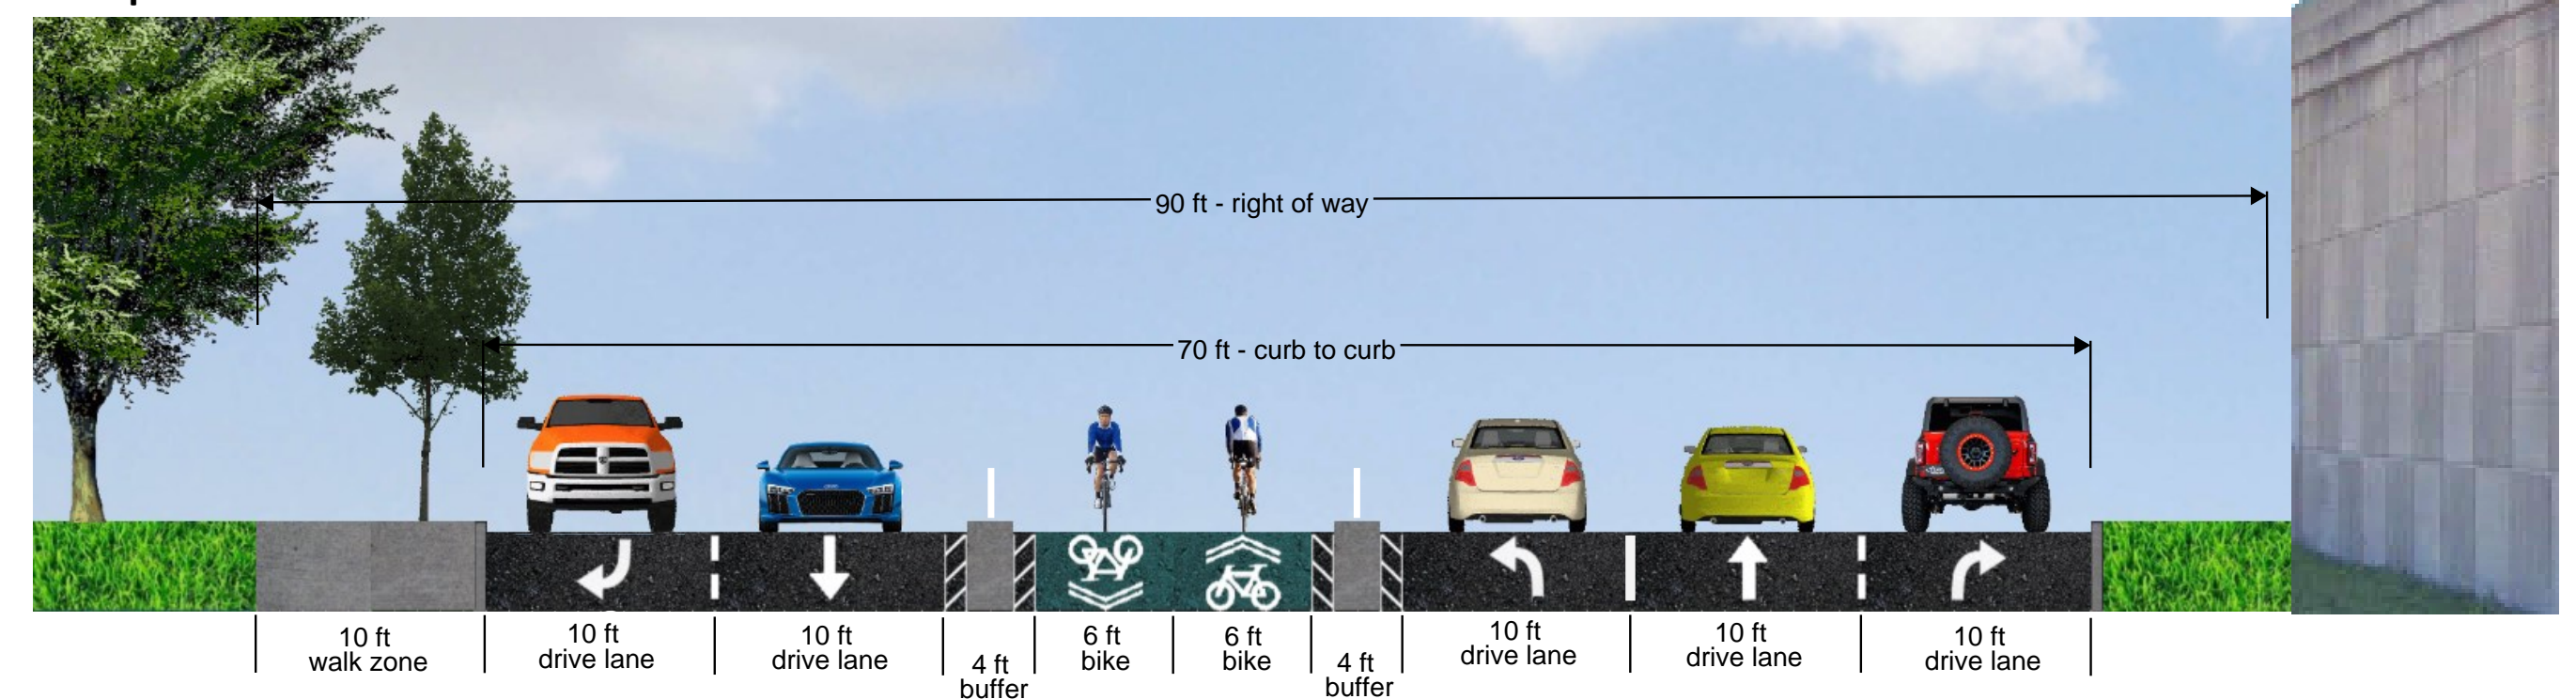 90 ft - right of way
70 ft - curb to curb
10 ft
walk zone
10 ft
drive lane
10 ft
drive lane
4 ft
buffer
6 ft
bike
6 ft
bike
4 ft
buffer
10 ft
drive lane
10 ft
drive lane
10 ft
drive lane